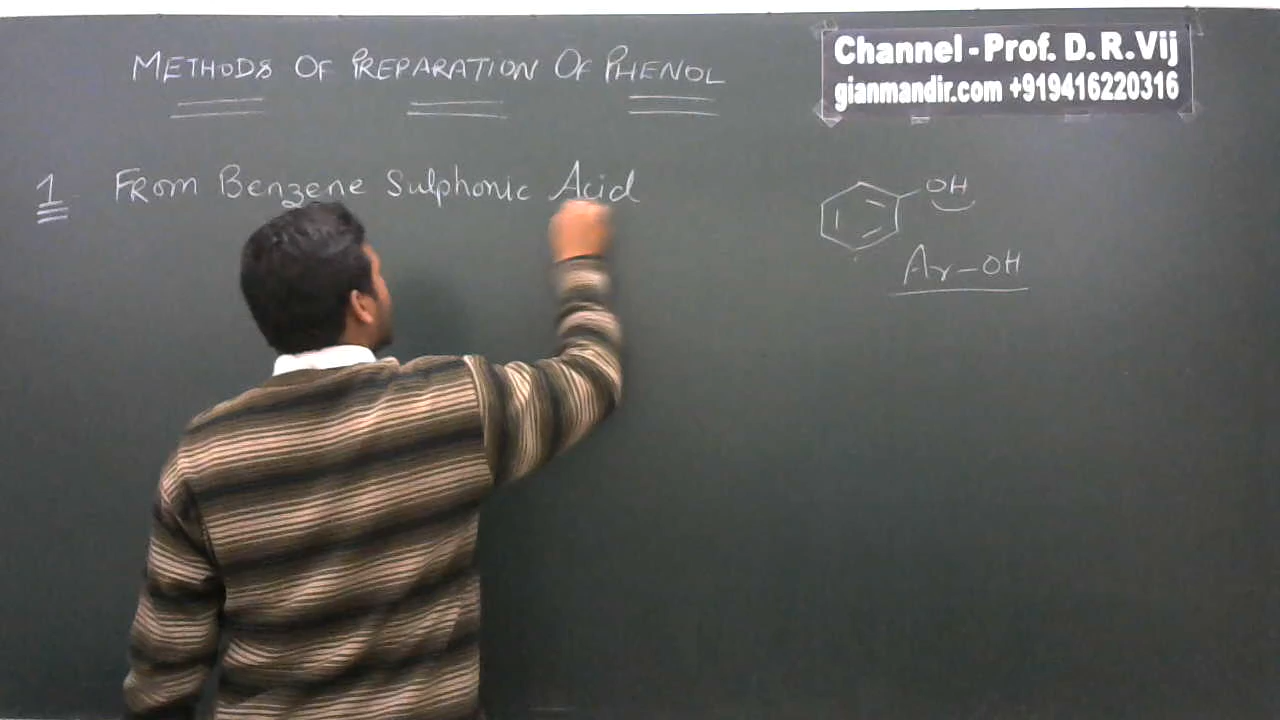 METHODS OF PREPARATION OF PHENOL
Channel - Prof. D. R. Vij
gianmandir.com +919416220316
1 From Benzene Sulphonic Acid
OH
Ar-OH